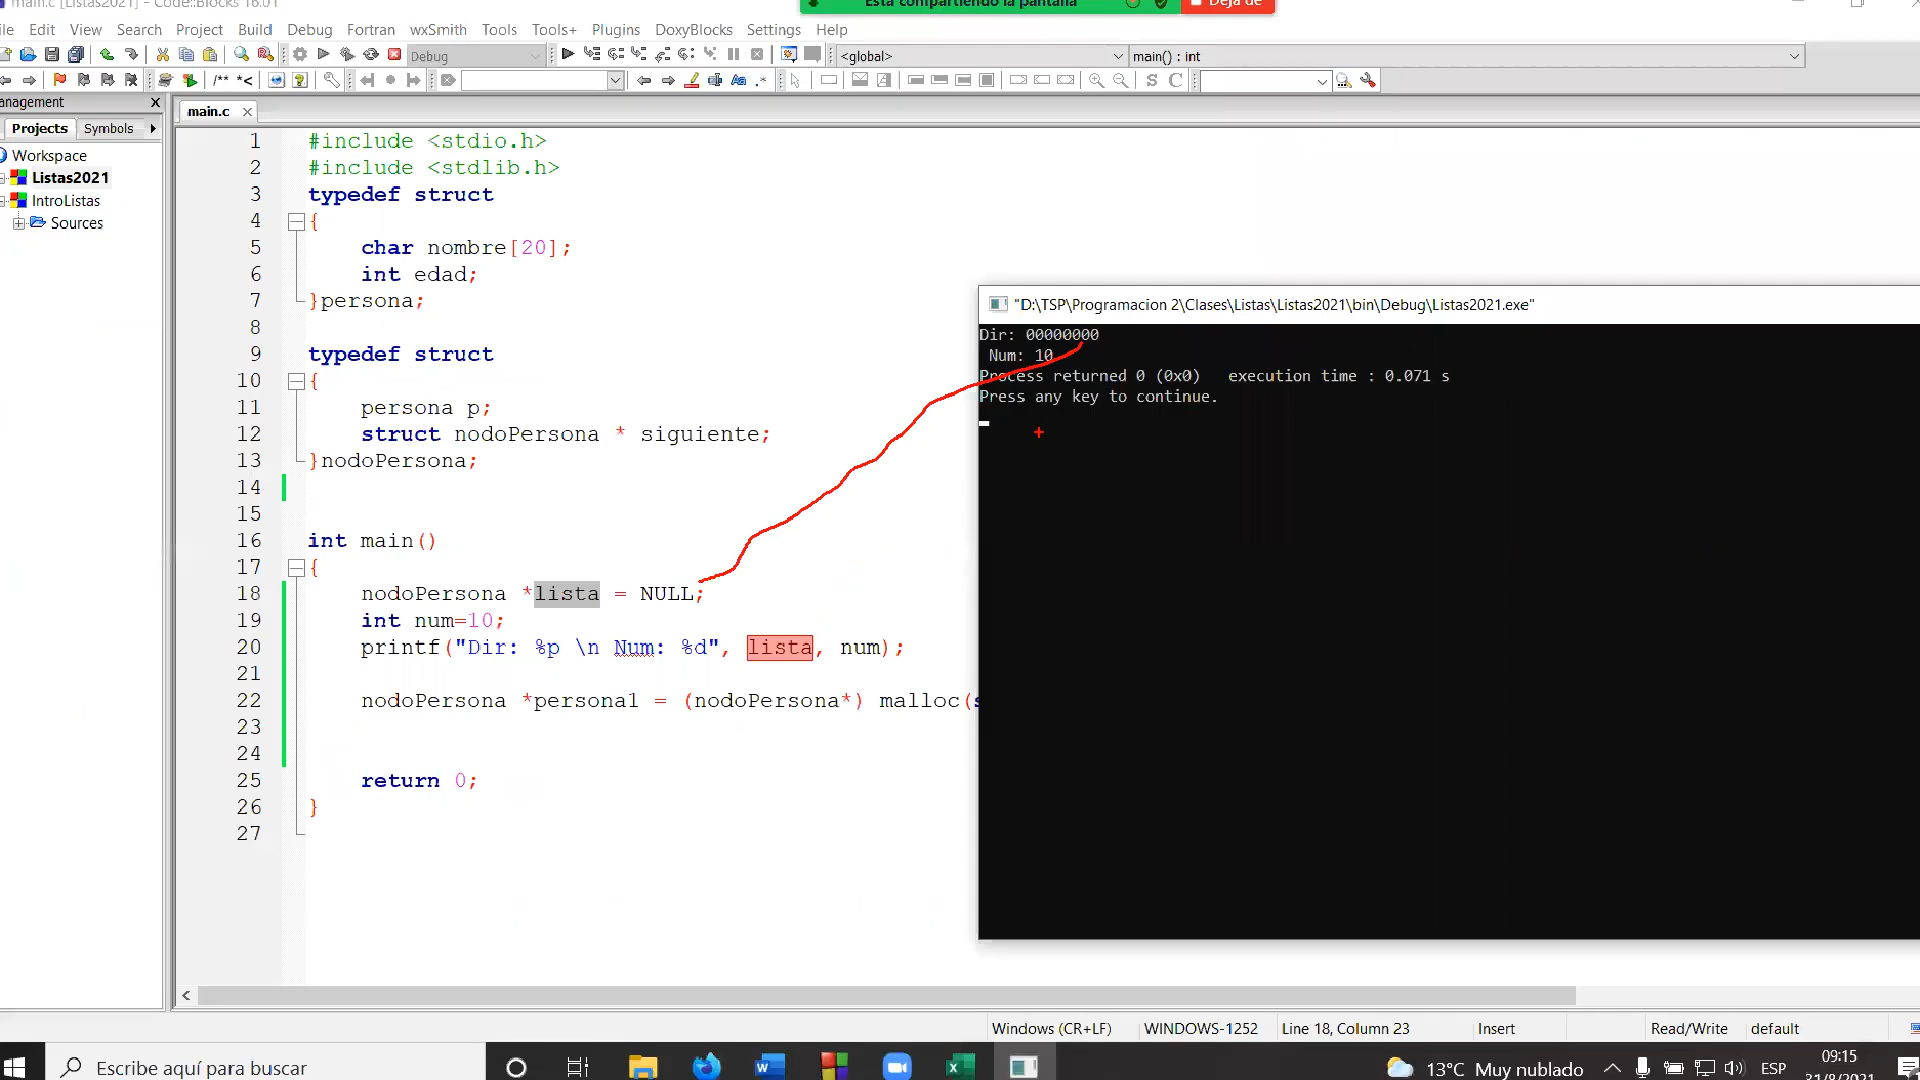 main.c [Listas2021] - Code::Blocks 16.01
Está compartiendo la pantalla
Deja de
Edit View Search Project Build Debug Fortran wxSmith Tools Tools+ Plugins DoxyBlocks Settings Help
Debug
<global>
main() : int
/** *<
main.c
Projects
Symbols
Workspace
Listas2021
IntroListas
Sources
1 #include <stdio.h>
2 #include <stdlib.h>
3 typedef struct
4 {
5 char nombre[20];
6 int edad;
7 }persona;
8
9 typedef struct
10 {
11 persona p;
12 struct nodoPersona * siguiente;
13 }nodoPersona;
14
15
16 int main()
17 {
18 nodoPersona *lista = NULL;
19 int num=10;
20 printf("Dir: %p \n Num: %d", lista, num);
21
22 nodoPersona *persona1 = (nodoPersona*) malloc(
23
24
25 return 0;
26 }
27
"D:\TSP\Programacion 2\Clases\Listas\Listas2021\bin\Debug\Listas2021.exe"
Dir: 00000000
Num: 10
Process returned 0 (0x0) execution time : 0.071 s
Press any key to continue.
Windows (CR+LF) WINDOWS-1252 Line 18, Column 23 Insert Read/Write default
Escribe aquí para buscar
13°C Muy nublado
ESP
09:15
31/8/2021